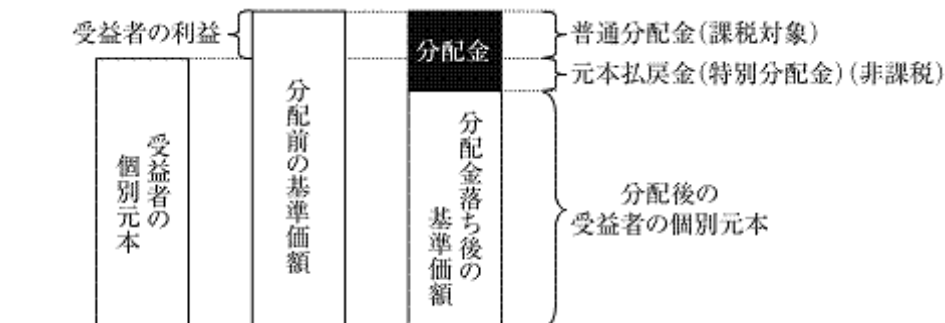 受益者の利益
分配金
普通分配金(課税対象)
元本払戻金(特別分配金)(非課税)
受益者の
個別元本
分配前の基準価額
分配金落ち後の
基準価額
分配後の
受益者の個別元本